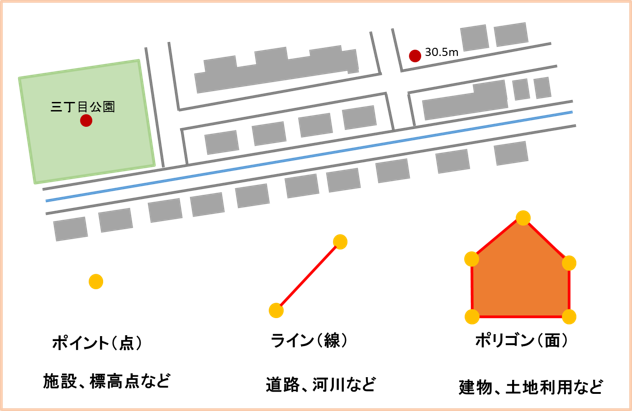 30.5m
三丁目公園
ポイント（点）
ライン（線）
ポリゴン（面）
施設、標高点など
道路、河川など
建物、土地利用など